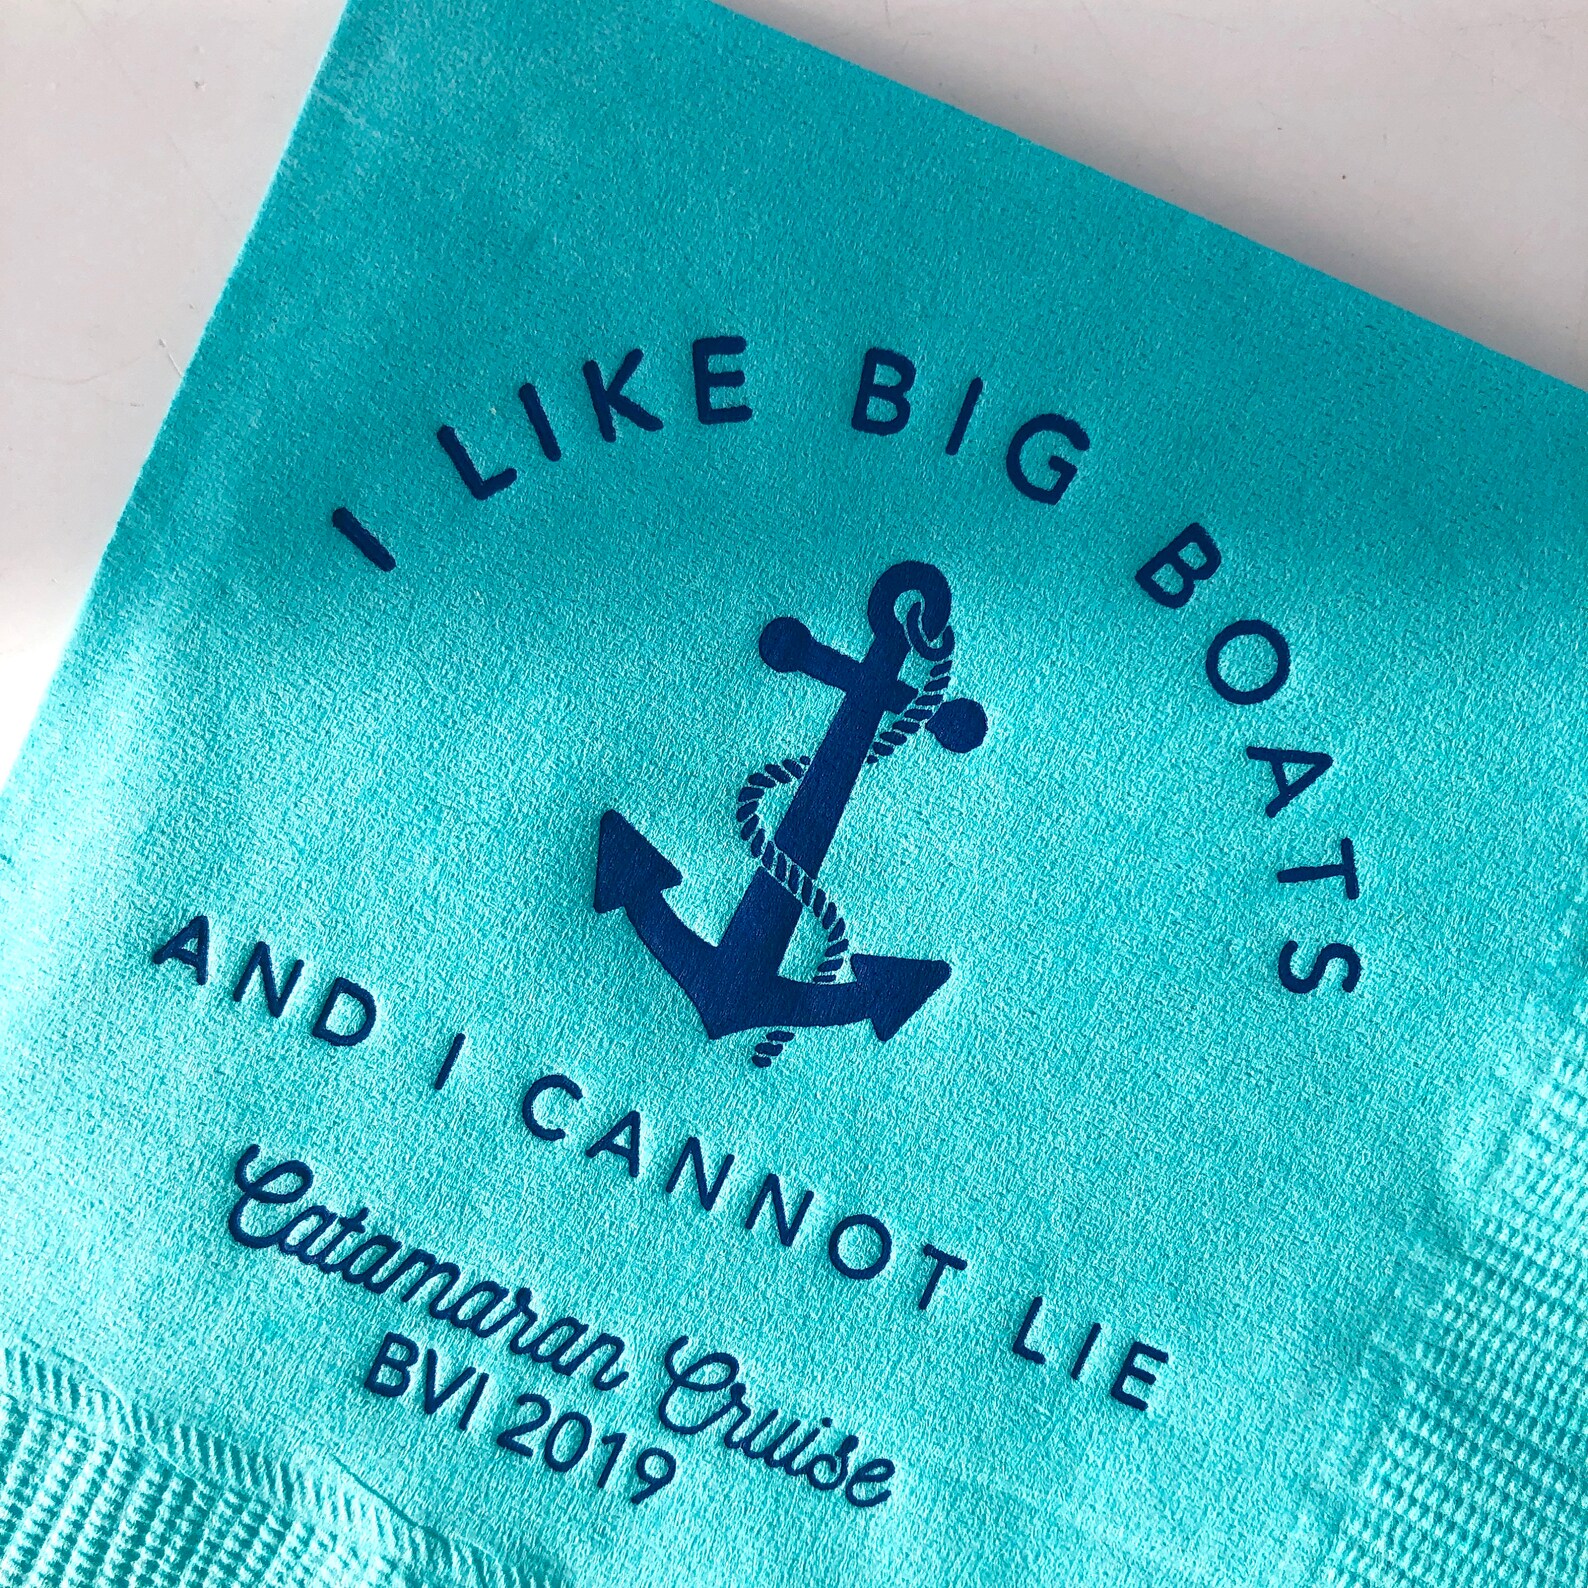 I LIKE BIG BOATS
AND I CANNOT LIE
Catamaran Cruise
BVI 2019